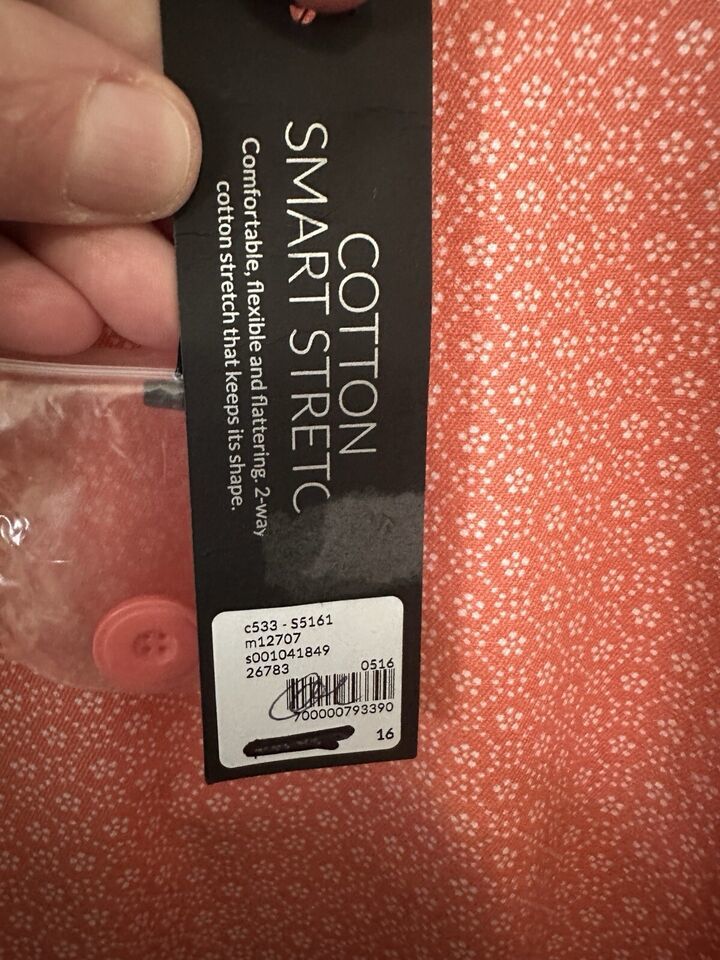 COTTON
SMART STRETC
Comfortable, flexible and flattering. 2-way
cotton stretch that keeps its shape.
c533 - S5161
m12707
s001041849
26783
0516
700000793390
16